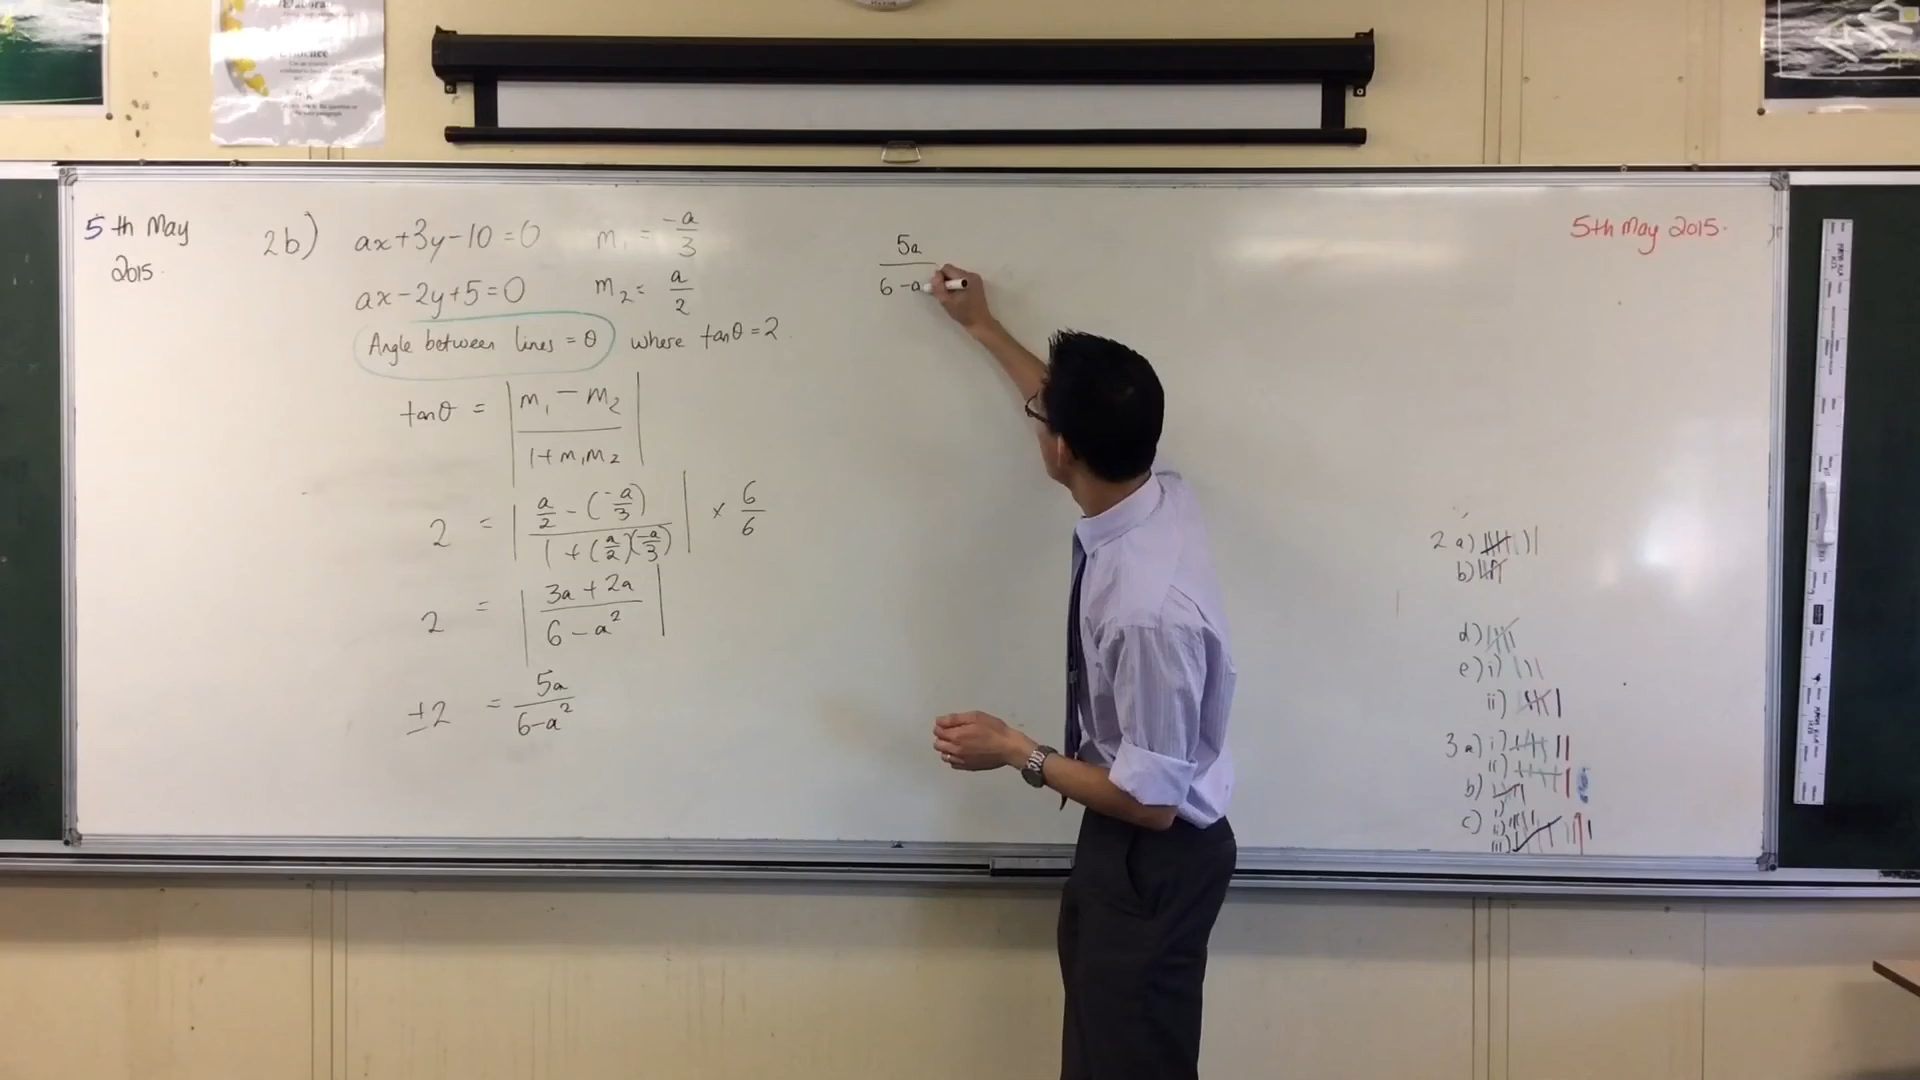 5th May
2015
2b) ax+3y-10=0 m₁ = -a/3
ax-2y+5=0 m₂ = a/2
Angle between lines = θ where tanθ=2
tanθ = | (m₁ - m₂) / (1+m₁m₂) |
2 = | (a/2 - (-a/3)) / (1 + (a/2)(-a/3)) | × 6/6
2 = | (3a + 2a) / (6 - a²) |
±2 = 5a / (6-a²)
5a / (6-a
5th May 2015.
2 a)
b)
d)
e) i)
ii)
3 a) i)
ii)
b)
c) i)
ii)
iii)